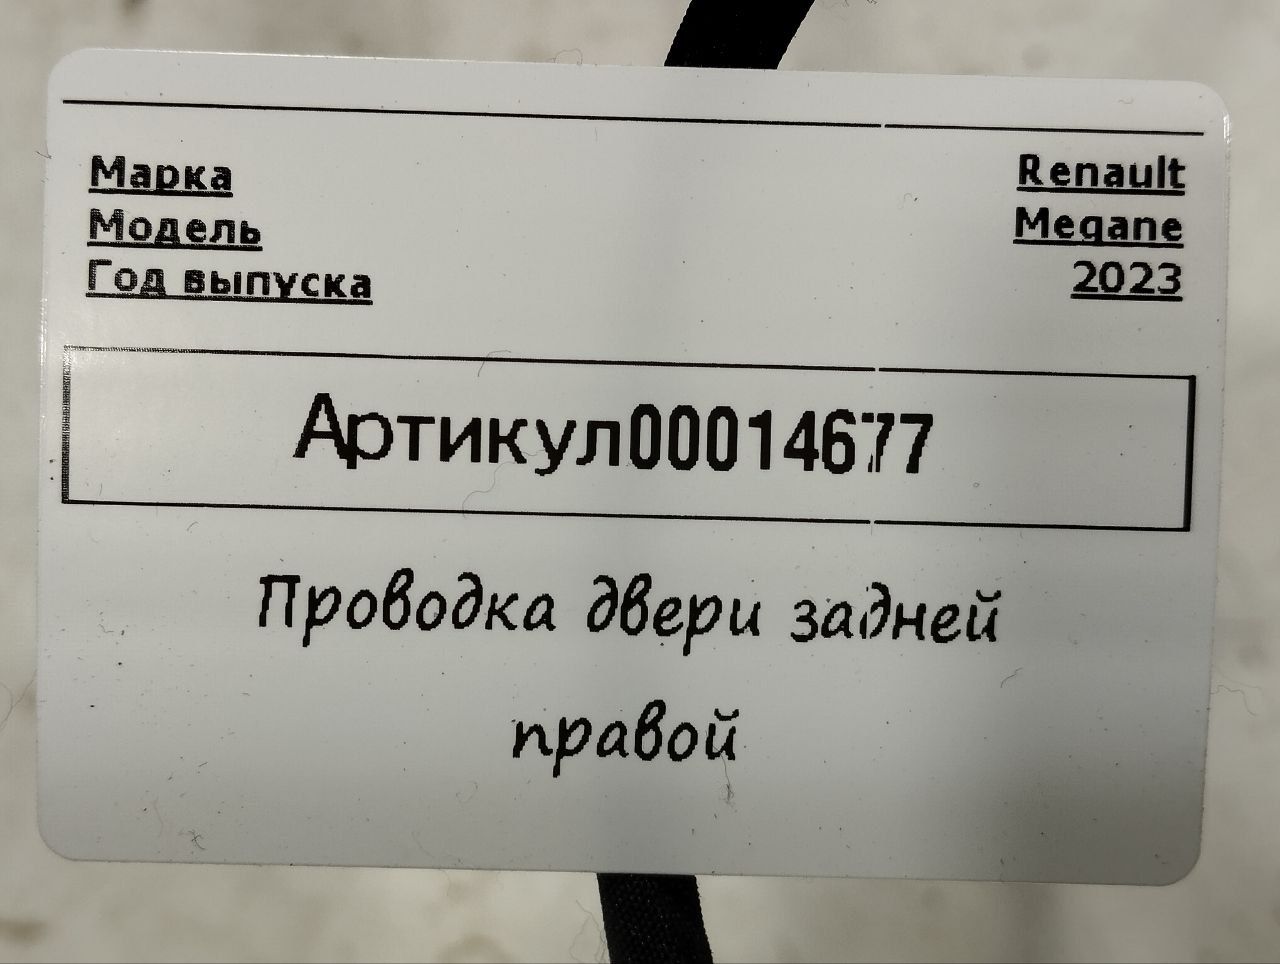 Марка Renault
Модель Megane
Год выпуска 2023
Артикул00014677
Проводка двери задней
правой